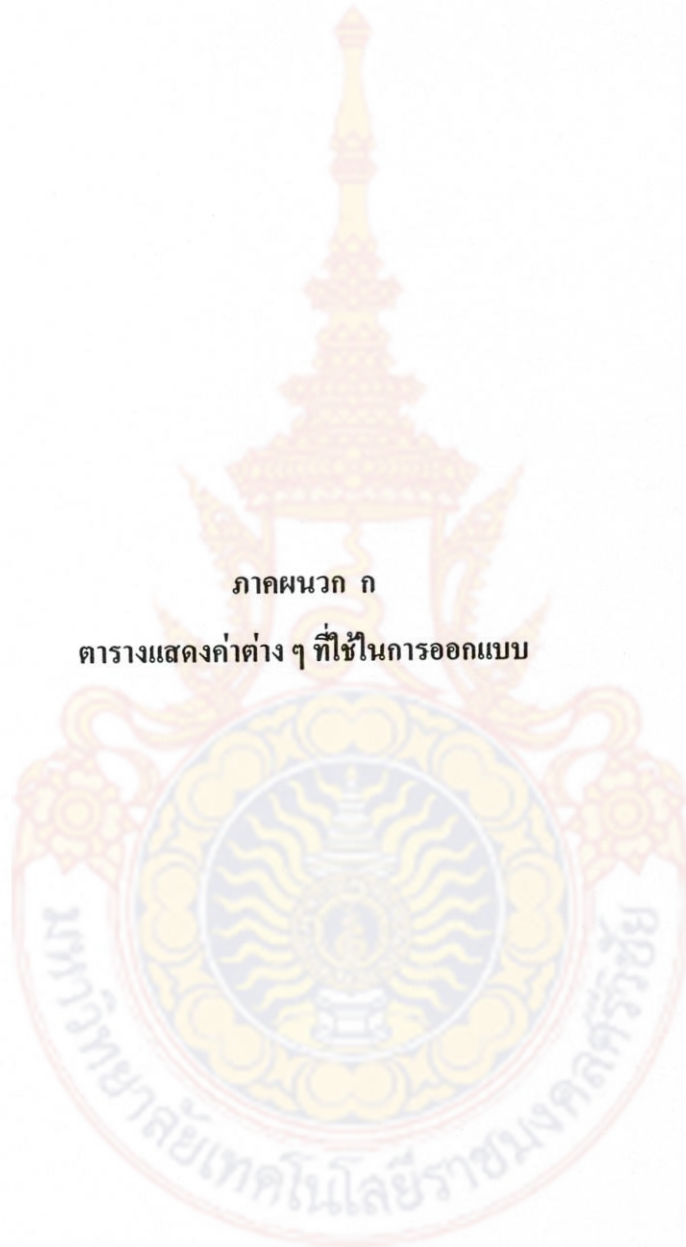 ภาคผนวก ก
ตารางแสดงค่าต่าง ๆ ที่ใช้ในการออกแบบ
มหาวิทยาลัยเทคโนโลยีราชมงคลศรีวิชัย